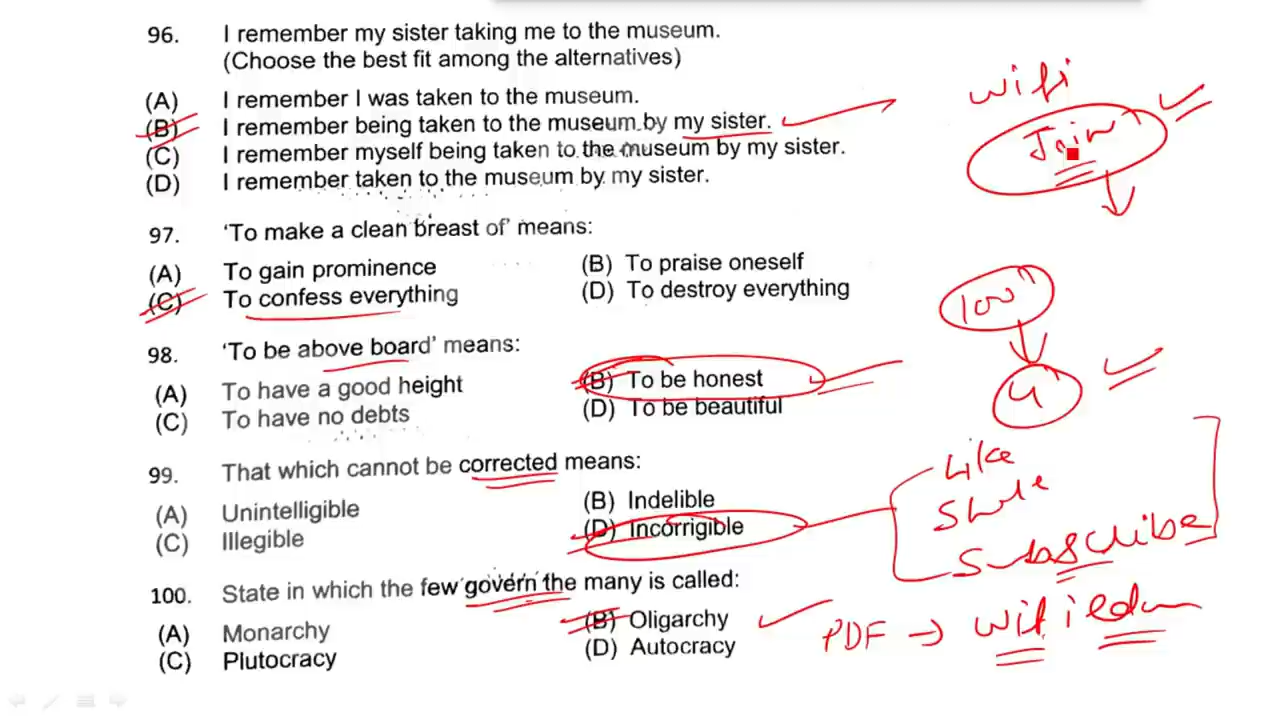 96. I remember my sister taking me to the museum.
(Choose the best fit among the alternatives)
(A) I remember I was taken to the museum.
(B) I remember being taken to the museum by my sister.
(C) I remember myself being taken to the museum by my sister.
(D) I remember taken to the museum by my sister.
97. 'To make a clean breast of' means:
(A) To gain prominence (B) To praise oneself
(C) To confess everything (D) To destroy everything
98. 'To be above board' means:
(A) To have a good height (B) To be honest
(C) To have no debts (D) To be beautiful
99. That which cannot be corrected means:
(A) Unintelligible (B) Indelible
(C) Illegible (D) Incorrigible
100. State in which the few govern the many is called:
(A) Monarchy (B) Oligarchy
(C) Plutocracy (D) Autocracy
wifi
Join
Like
Share
Subscribe
PDF → wifi